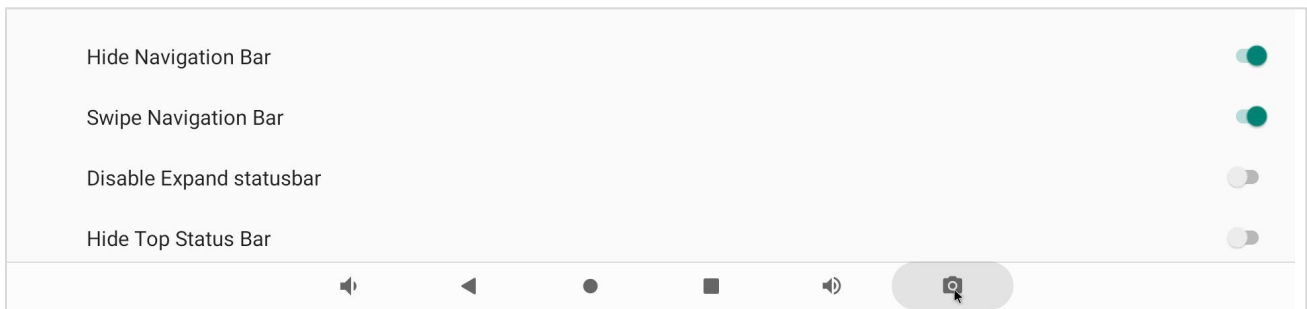 Hide Navigation Bar
Swipe Navigation Bar
Disable Expand statusbar
Hide Top Status Bar